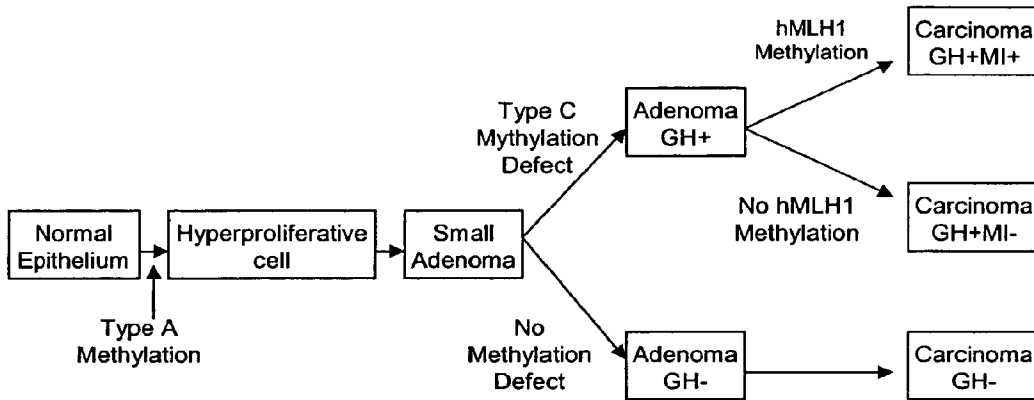 hMLH1
Methylation
Carcinoma
GH+MI+
Type C
Mythylation
Defect
Adenoma
GH+
No hMLH1
Methylation
Carcinoma
GH+MI-
Normal
Epithelium
Hyperproliferative
cell
Small
Adenoma
Type A
Methylation
No
Methylation
Defect
Adenoma
GH-
Carcinoma
GH-